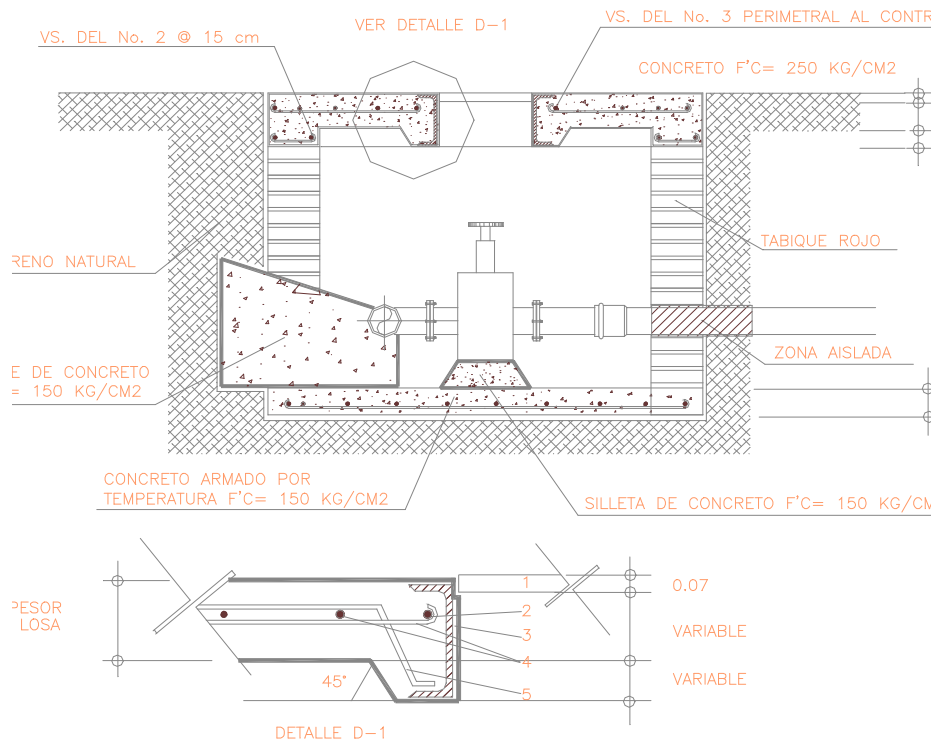 VER DETALLE D-1
VS. DEL No. 3 PERIMETRAL AL CONTR
VS. DEL No. 2 @ 15 cm
CONCRETO F'C= 250 KG/CM2
TABIQUE ROJO
RENO NATURAL
ZONA AISLADA
E DE CONCRETO
= 150 KG/CM2
CONCRETO ARMADO POR
TEMPERATURA F'C= 150 KG/CM2
SILLETA DE CONCRETO F'C= 150 KG/CM
PESOR
LOSA
1
2
3
4
5
45°
0.07
VARIABLE
VARIABLE
DETALLE D-1